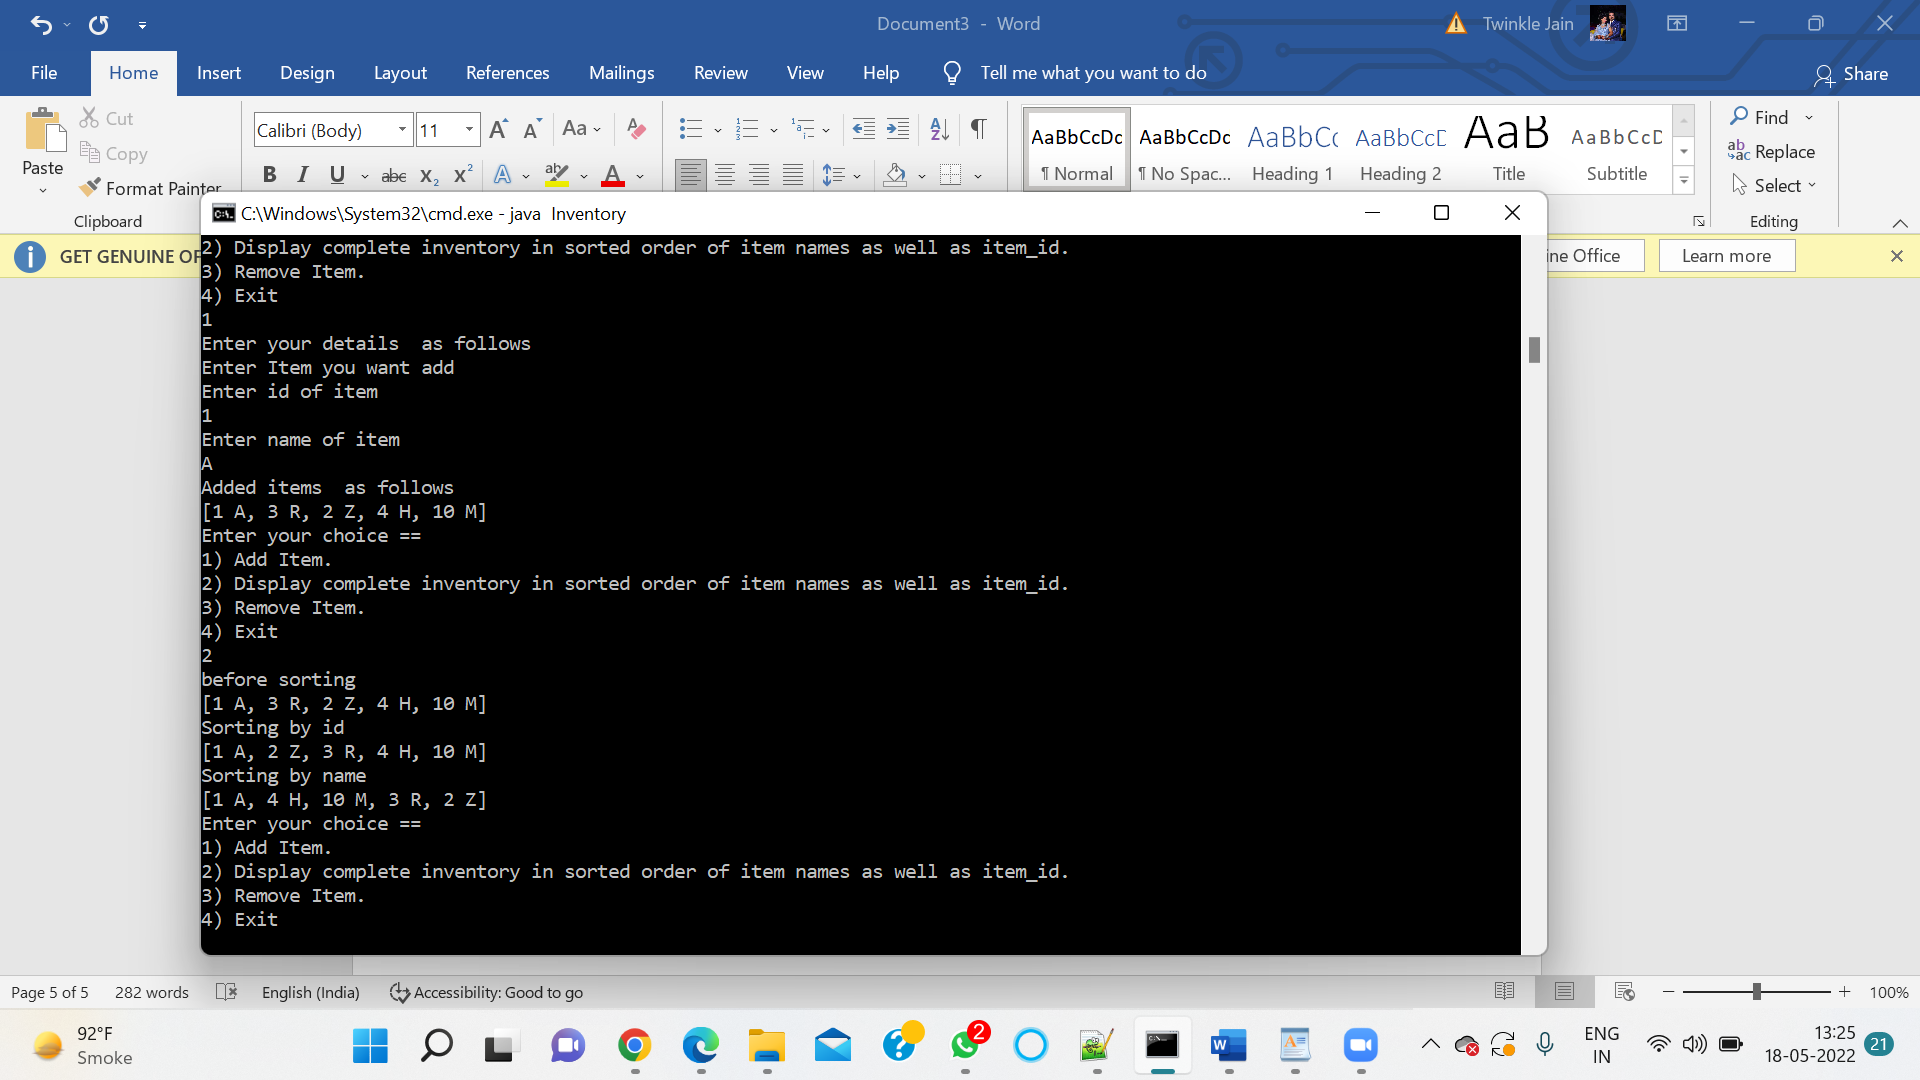 Document3 - Word
Twinkle Jain
File Home Insert Design Layout References Mailings Review View Help Tell me what you want to do Share
Paste
Cut
Copy
Format Painter
Clipboard
Calibri (Body) 11
AaBbCcDc AaBbCcDc AaBbC AaBbCcD AaB AaBbCcD
¶ Normal ¶ No Spac... Heading 1 Heading 2 Title Subtitle
Find
Replace
Select
Editing
GET GENUINE OF
ine Office Learn more
C:\Windows\System32\cmd.exe - java  Inventory
2) Display complete inventory in sorted order of item names as well as item_id.
3) Remove Item.
4) Exit
1
Enter your details  as follows
Enter Item you want add
Enter id of item
1
Enter name of item
A
Added items  as follows
[1 A, 3 R, 2 Z, 4 H, 10 M]
Enter your choice ==
1) Add Item.
2) Display complete inventory in sorted order of item names as well as item_id.
3) Remove Item.
4) Exit
2
before sorting
[1 A, 3 R, 2 Z, 4 H, 10 M]
Sorting by id
[1 A, 2 Z, 3 R, 4 H, 10 M]
Sorting by name
[1 A, 4 H, 10 M, 3 R, 2 Z]
Enter your choice ==
1) Add Item.
2) Display complete inventory in sorted order of item names as well as item_id.
3) Remove Item.
4) Exit
Page 5 of 5 282 words English (India) Accessibility: Good to go 100%
92°F
Smoke
2
ENG
IN
13:25
18-05-2022
21